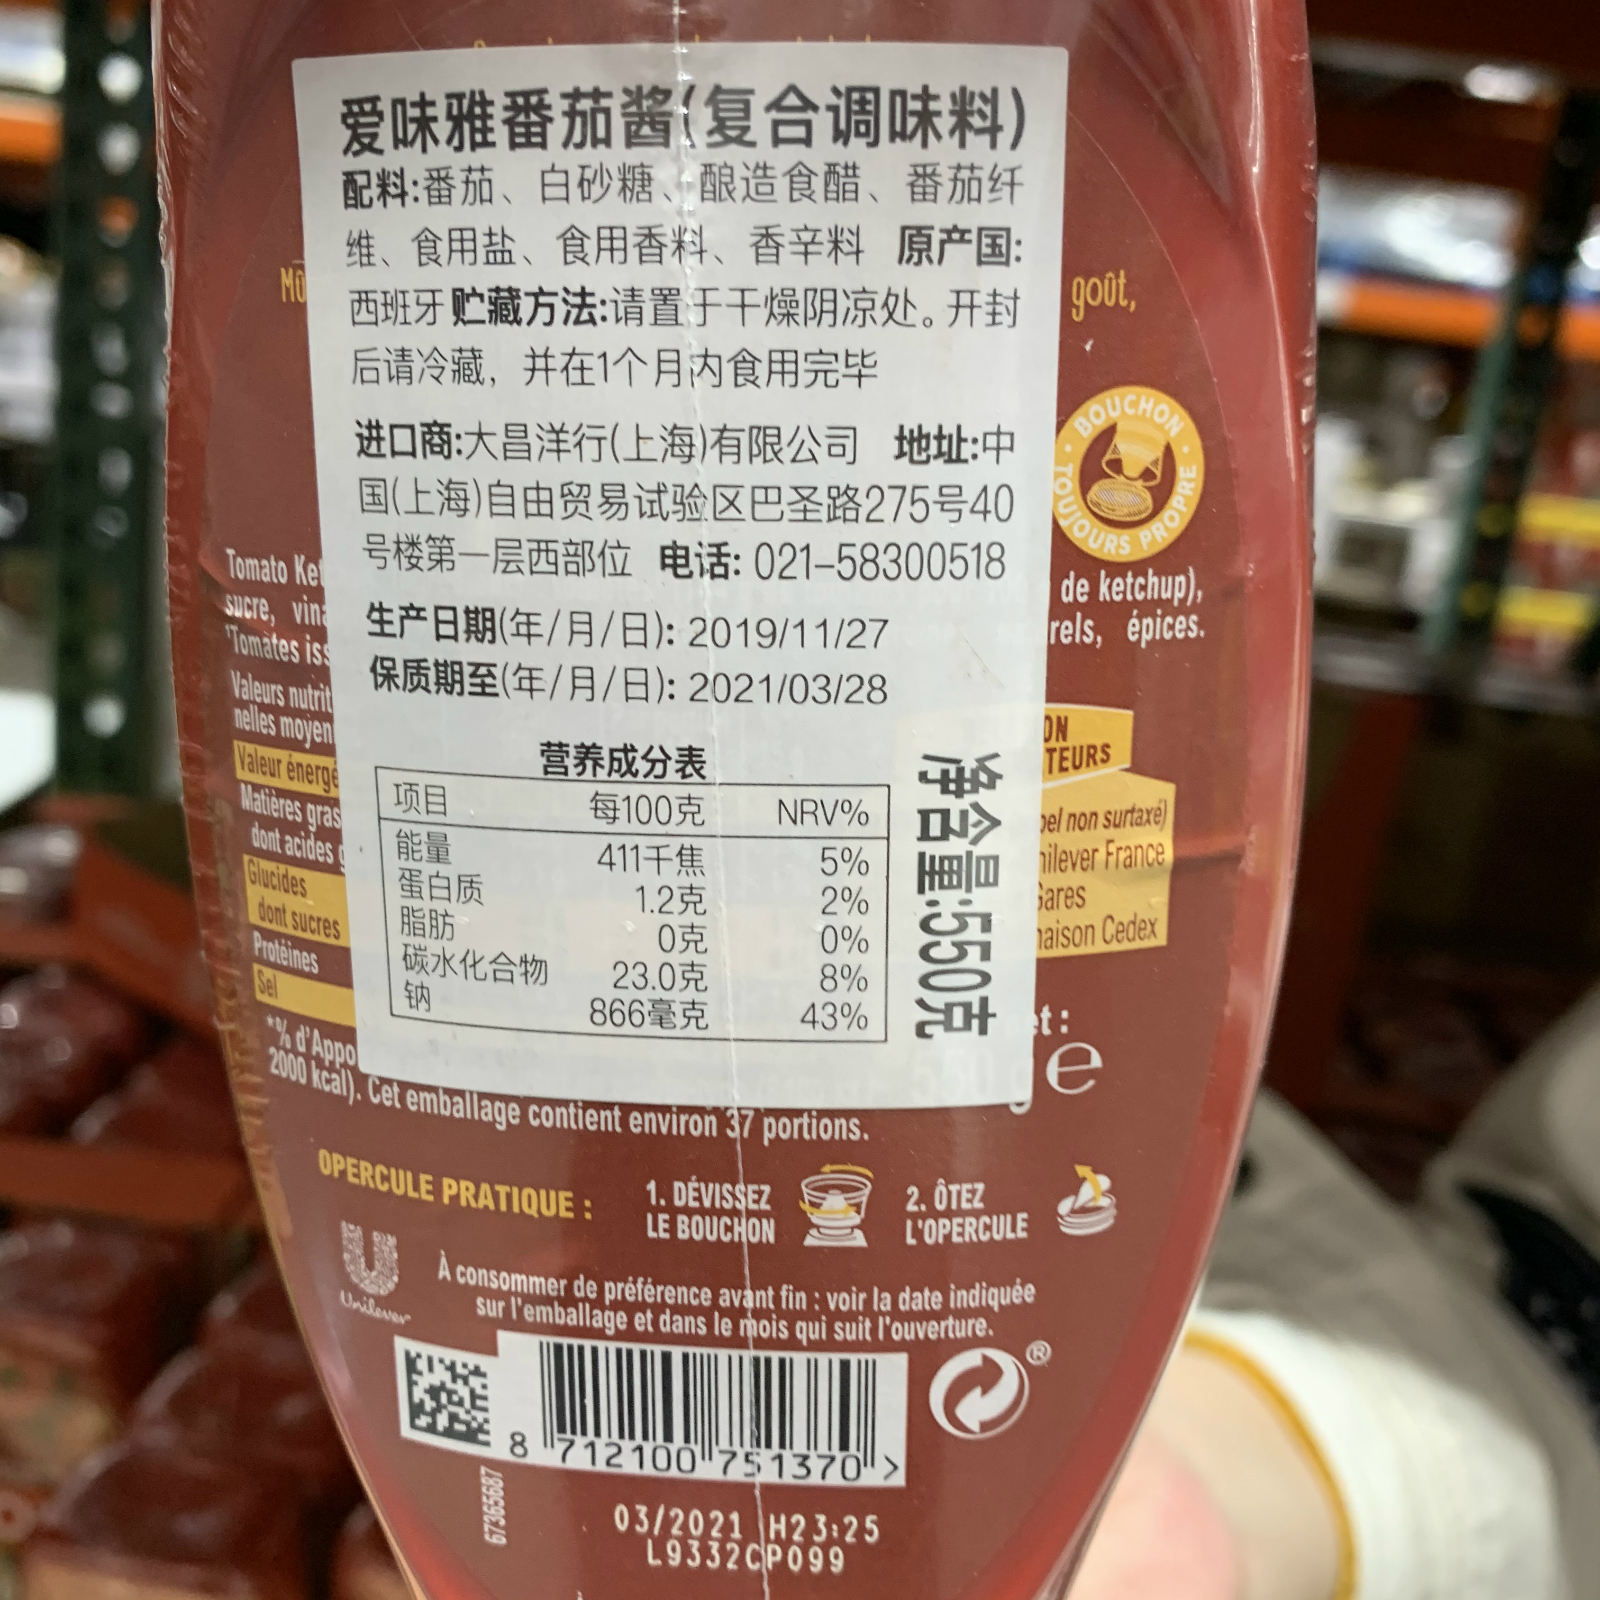 爱味雅番茄酱(复合调味料)
配料:番茄、白砂糖、酿造食醋、番茄纤
维、食用盐、食用香料、香辛料 原产国:
西班牙 贮藏方法:请置于干燥阴凉处。开封
后请冷藏，并在1个月内食用完毕
进口商:大昌洋行(上海)有限公司 地址:中
国(上海)自由贸易试验区巴圣路275号40
号楼第一层西部位 电话: 021-58300518
生产日期(年/月/日): 2019/11/27
保质期至(年/月/日): 2021/03/28
营养成分表
项目 每100克 NRV%
能量 411千焦 5%
蛋白质 1.2克 2%
脂肪 0克 0%
碳水化合物 23.0克 8%
钠 866毫克 43%
净含量:550克
goût,
BOUCHON
TOUJOURS PROPRE
Tomato
sucre,
de ketchup),
épices.
Tomates
Valeurs
nelles
Valeur
Matières
dont acides
Glucides
dont sucres
Protéines
Sel
non surtaxé)
France
Cedex
*% d'Appo
2000 kcal). Cet emballage contient environ 37 portions.
e
OPERCULE PRATIQUE :
1. DÉVISSEZ
LE BOUCHON
2. ÔTEZ
L'OPERCULE
Unilever
À consommer de préférence avant fin : voir la date indiquée
sur l'emballage et dans le mois qui suit l'ouverture.
8 712100 751370 >
®
67365687
03/2021 H23:25
L9332CP099